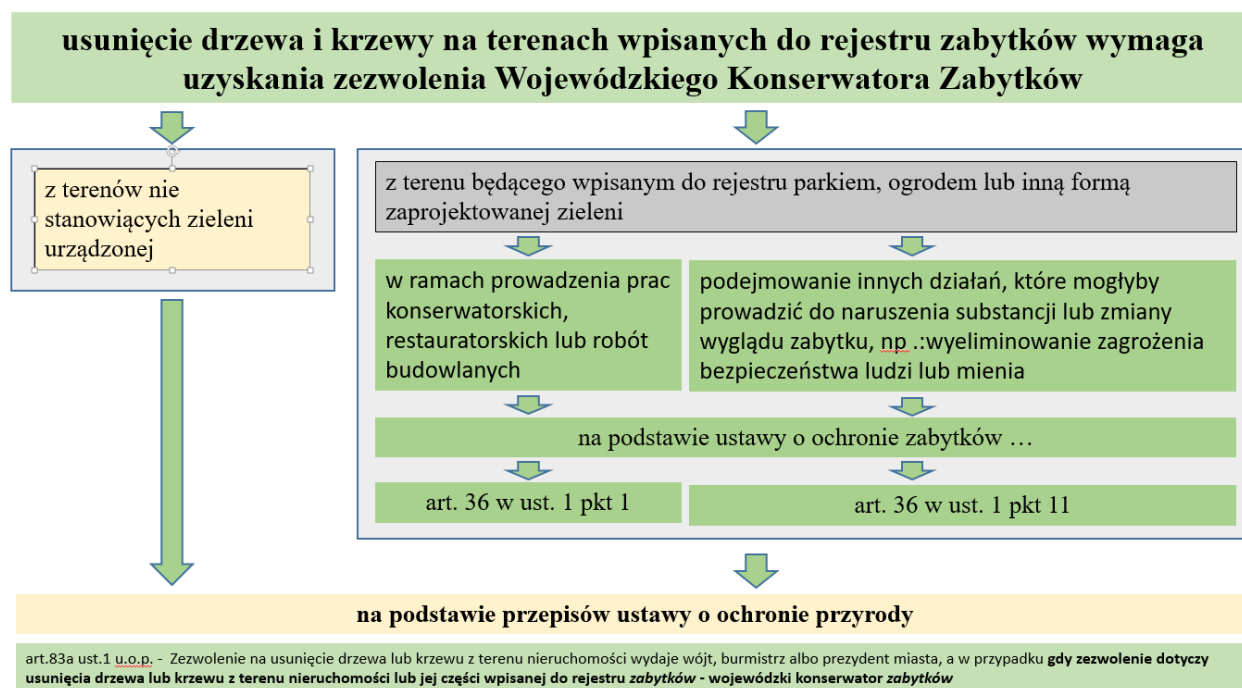 usunięcie drzewa i krzewy na terenach wpisanych do rejestru zabytków wymaga
uzyskania zezwolenia Wojewódzkiego Konserwatora Zabytków
z terenów nie
stanowiących zieleni
urządzonej
z terenu będącego wpisanym do rejestru parkiem, ogrodem lub inną formą
zaprojektowanej zieleni
w ramach prowadzenia prac
konserwatorskich,
restauratorskich lub robót
budowlanych
podejmowanie innych działań, które mogłyby
prowadzić do naruszenia substancji lub zmiany
wyglądu zabytku, np .:wyeliminowanie zagrożenia
bezpieczeństwa ludzi lub mienia
na podstawie ustawy o ochronie zabytków …
art. 36 w ust. 1 pkt 1
art. 36 w ust. 1 pkt 11
na podstawie przepisów ustawy o ochronie przyrody
art.83a ust.1 u.o.p. - Zezwolenie na usunięcie drzewa lub krzewu z terenu nieruchomości wydaje wójt, burmistrz albo prezydent miasta, a w przypadku gdy zezwolenie dotyczy
usunięcia drzewa lub krzewu z terenu nieruchomości lub jej części wpisanej do rejestru zabytków - wojewódzki konserwator zabytków